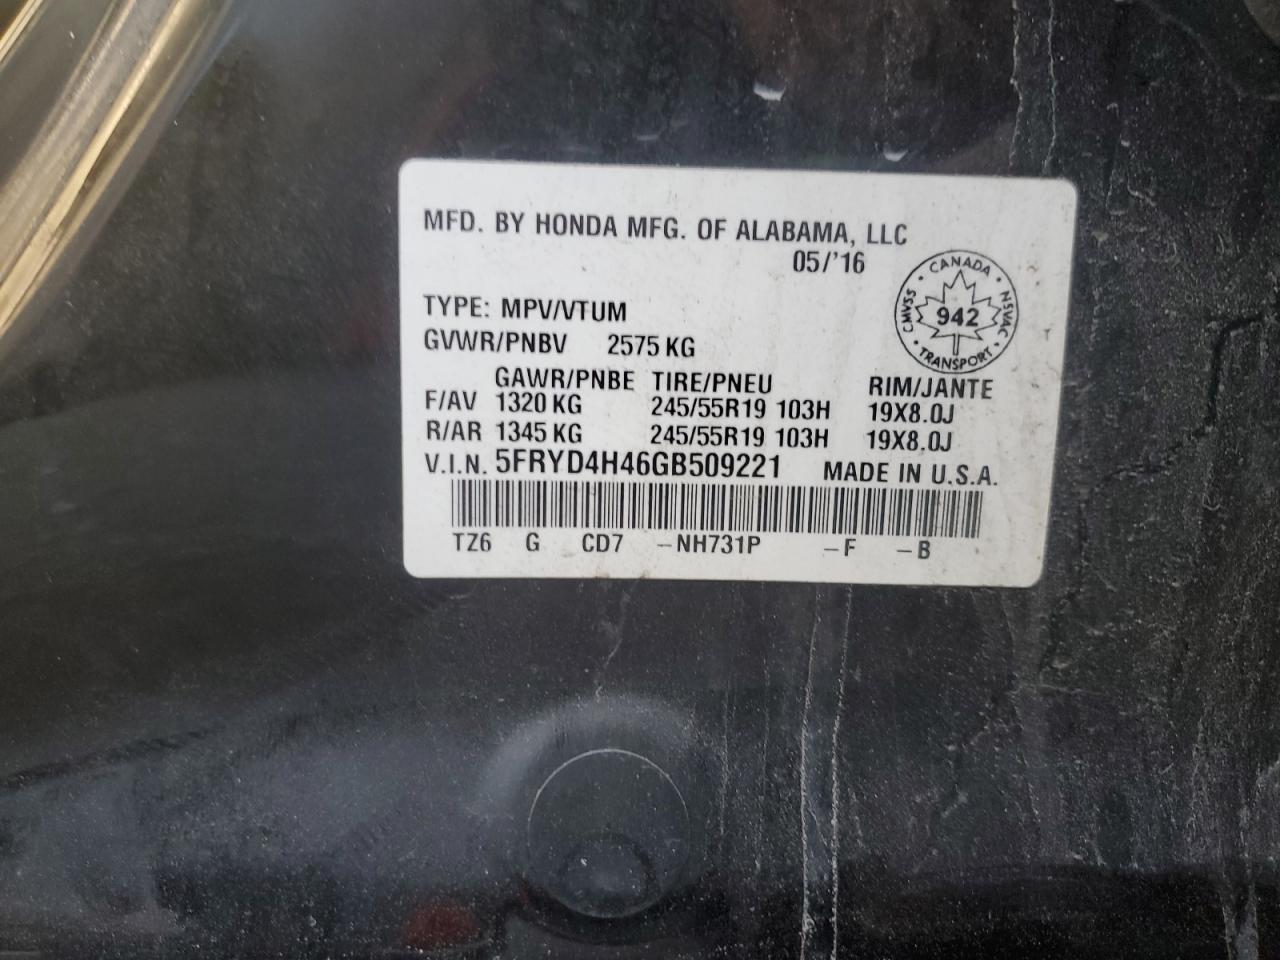 MFD. BY HONDA MFG. OF ALABAMA, LLC
05/'16
CANADA
CMVSS
NSVAC
942
TRANSPORT
TYPE: MPV/VTUM
GVWR/PNBV 2575 KG
GAWR/PNBE TIRE/PNEU RIM/JANTE
F/AV 1320 KG 245/55R19 103H 19X8.0J
R/AR 1345 KG 245/55R19 103H 19X8.0J
V.I.N. 5FRYD4H46GB509221 MADE IN U.S.A.
TZ6 G CD7 -NH731P -F -B